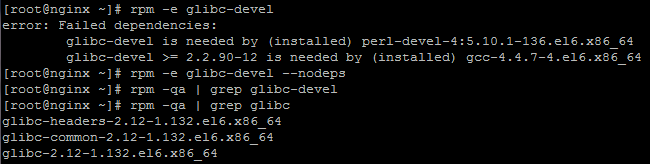 [root@nginx ~]# rpm -e glibc-devel
error: Failed dependencies:
        glibc-devel is needed by (installed) perl-devel-4:5.10.1-136.el6.x86_64
        glibc-devel >= 2.2.90-12 is needed by (installed) gcc-4.4.7-4.el6.x86_64
[root@nginx ~]# rpm -e glibc-devel --nodeps
[root@nginx ~]# rpm -qa | grep glibc-devel
[root@nginx ~]# rpm -qa | grep glibc
glibc-headers-2.12-1.132.el6.x86_64
glibc-common-2.12-1.132.el6.x86_64
glibc-2.12-1.132.el6.x86_64